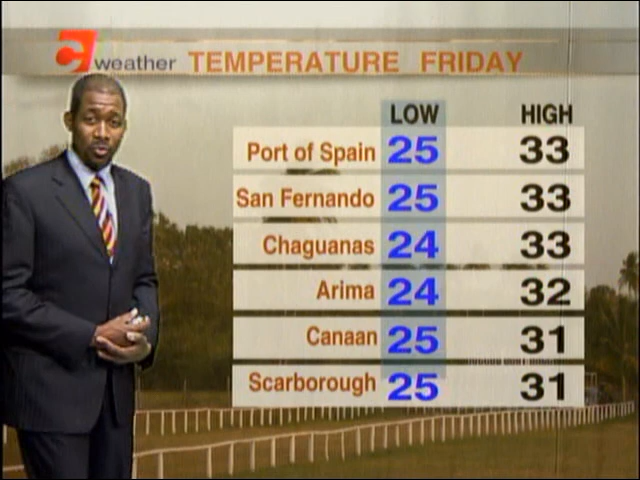 weather TEMPERATURE FRIDAY
LOW HIGH
Port of Spain 25 33
San Fernando 25 33
Chaguanas 24 33
Arima 24 32
Canaan 25 31
Scarborough 25 31